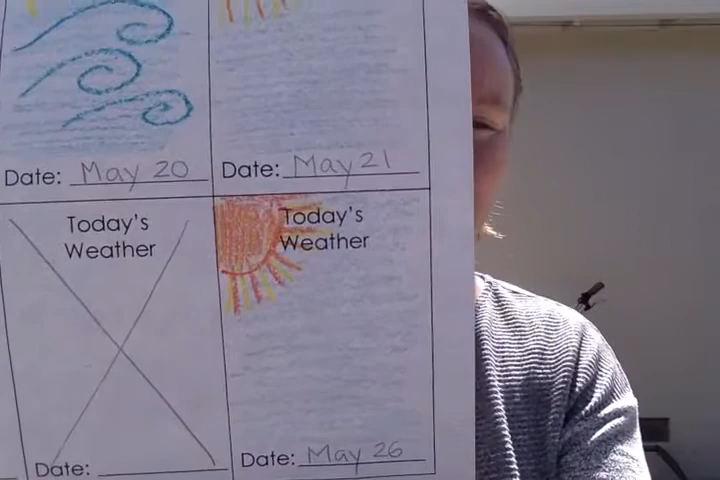 Date: May 20
Date: May 21
Today's
Weather
Date:
Today's
Weather
Date: May 26